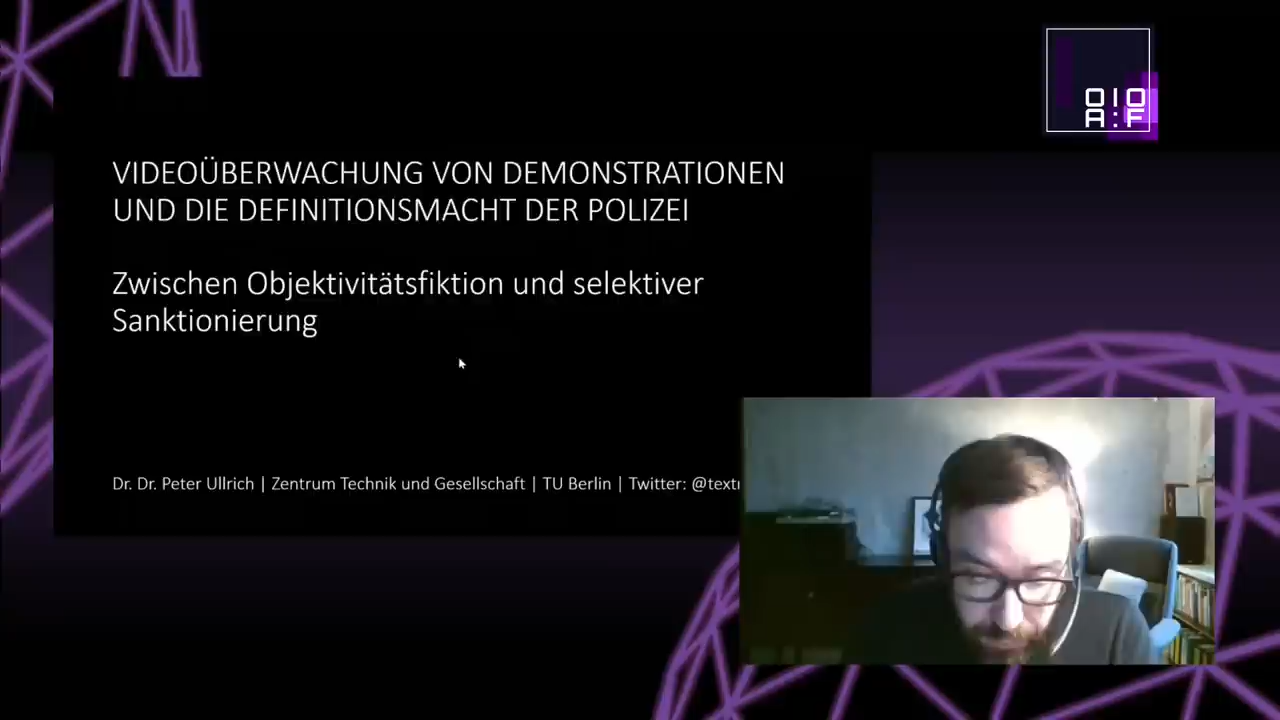 OIO
A:F
VIDEOÜBERWACHUNG VON DEMONSTRATIONEN
UND DIE DEFINITIONSMACHT DER POLIZEI
Zwischen Objektivitätsfiktion und selektiver
Sanktionierung
Dr. Dr. Peter Ullrich | Zentrum Technik und Gesellschaft | TU Berlin | Twitter: